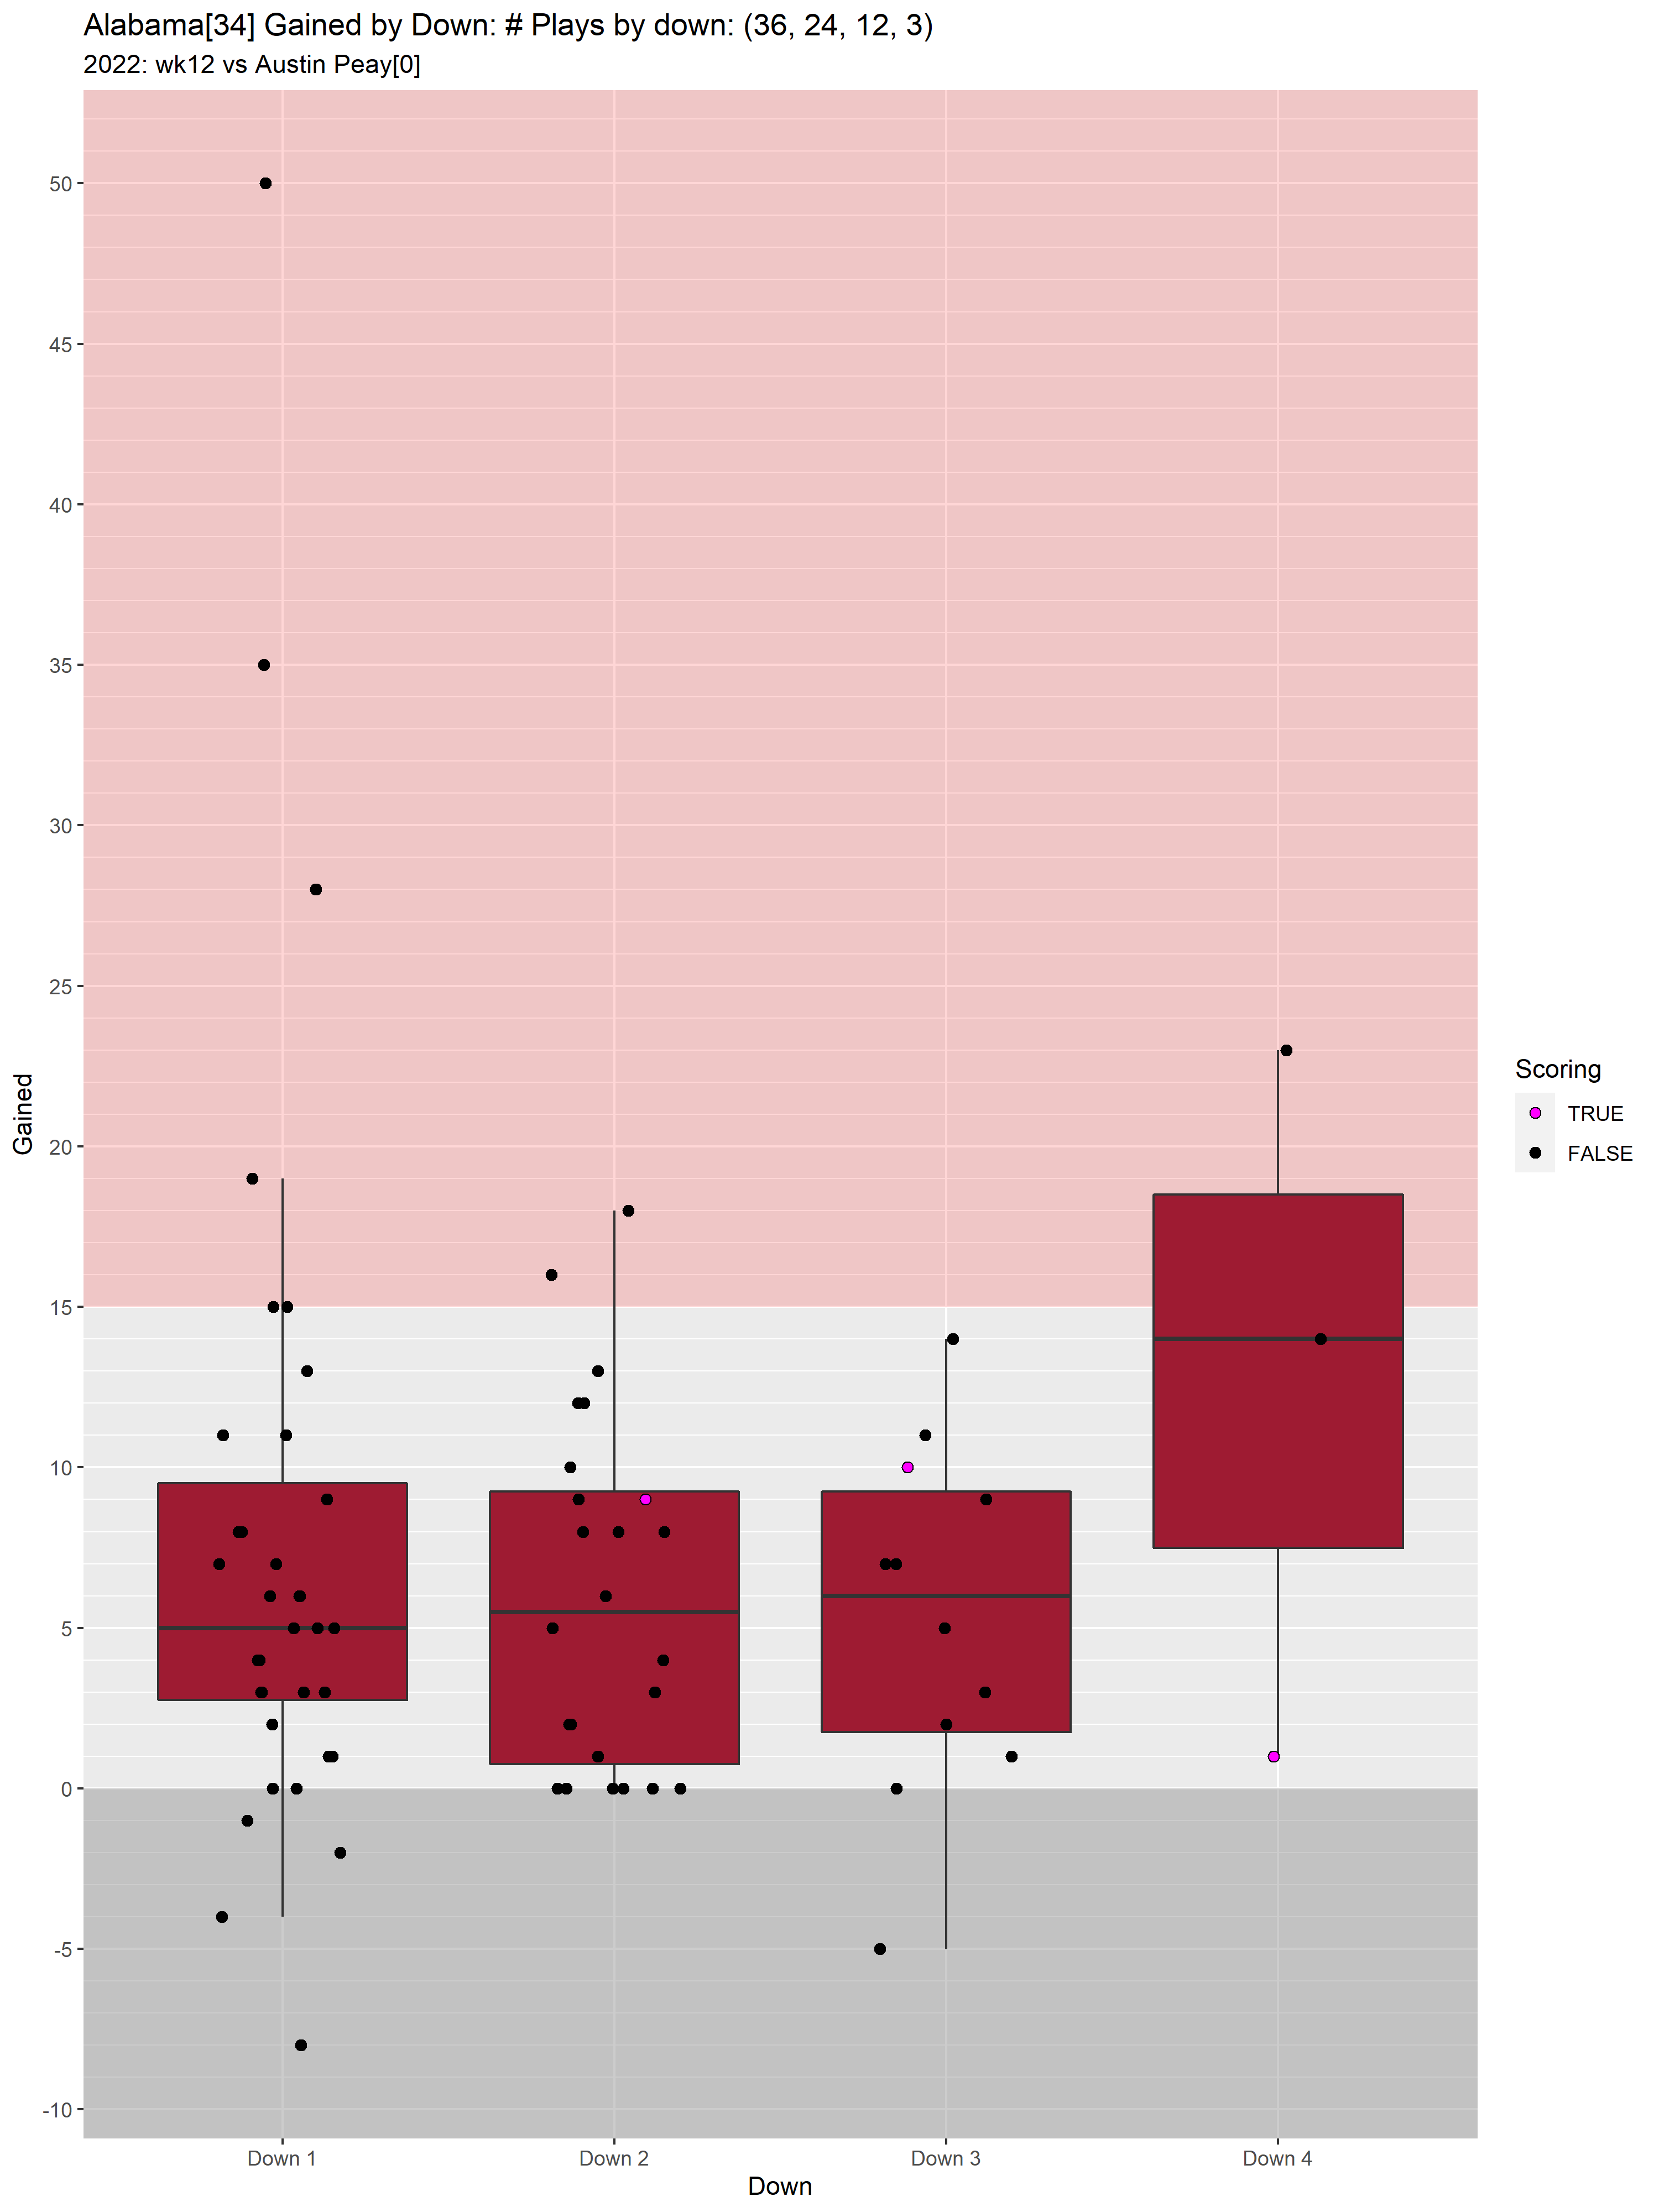 Alabama[34] Gained by Down: # Plays by down: (36, 24, 12, 3)
2022: wk12 vs Austin Peay[0]
50
45
40
35
30
25
20
15
10
5
0
-5
-10
Gained
Down 1
Down 2
Down 3
Down 4
Down
Scoring
TRUE
FALSE